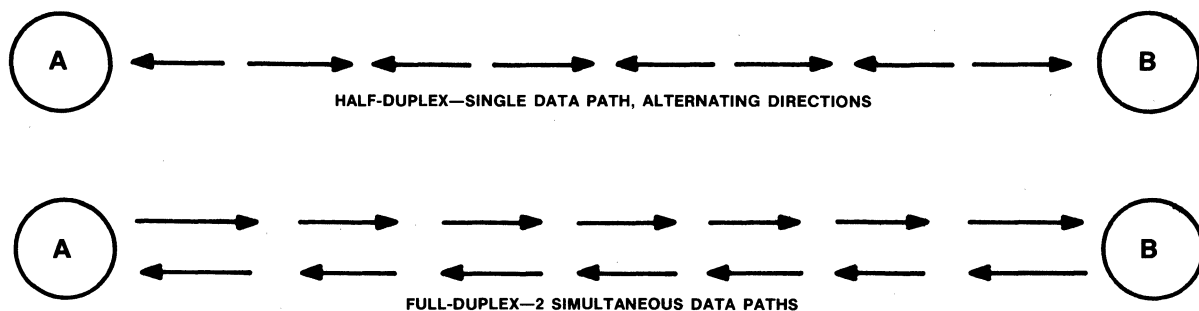 A
B
HALF-DUPLEX—SINGLE DATA PATH, ALTERNATING DIRECTIONS
A
B
FULL-DUPLEX—2 SIMULTANEOUS DATA PATHS